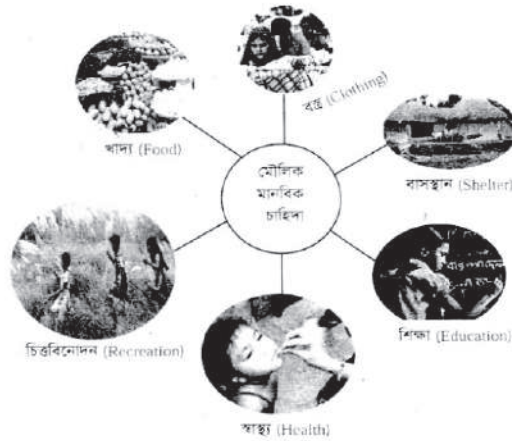 খাদ্য (Food)
বস্ত্র (Clothing)
বাসস্থান (Shelter)
মৌলিক
মানবিক
চাহিদা
চিত্তবিনোদন (Recreation)
শিক্ষা (Education)
স্বাস্থ্য (Health)